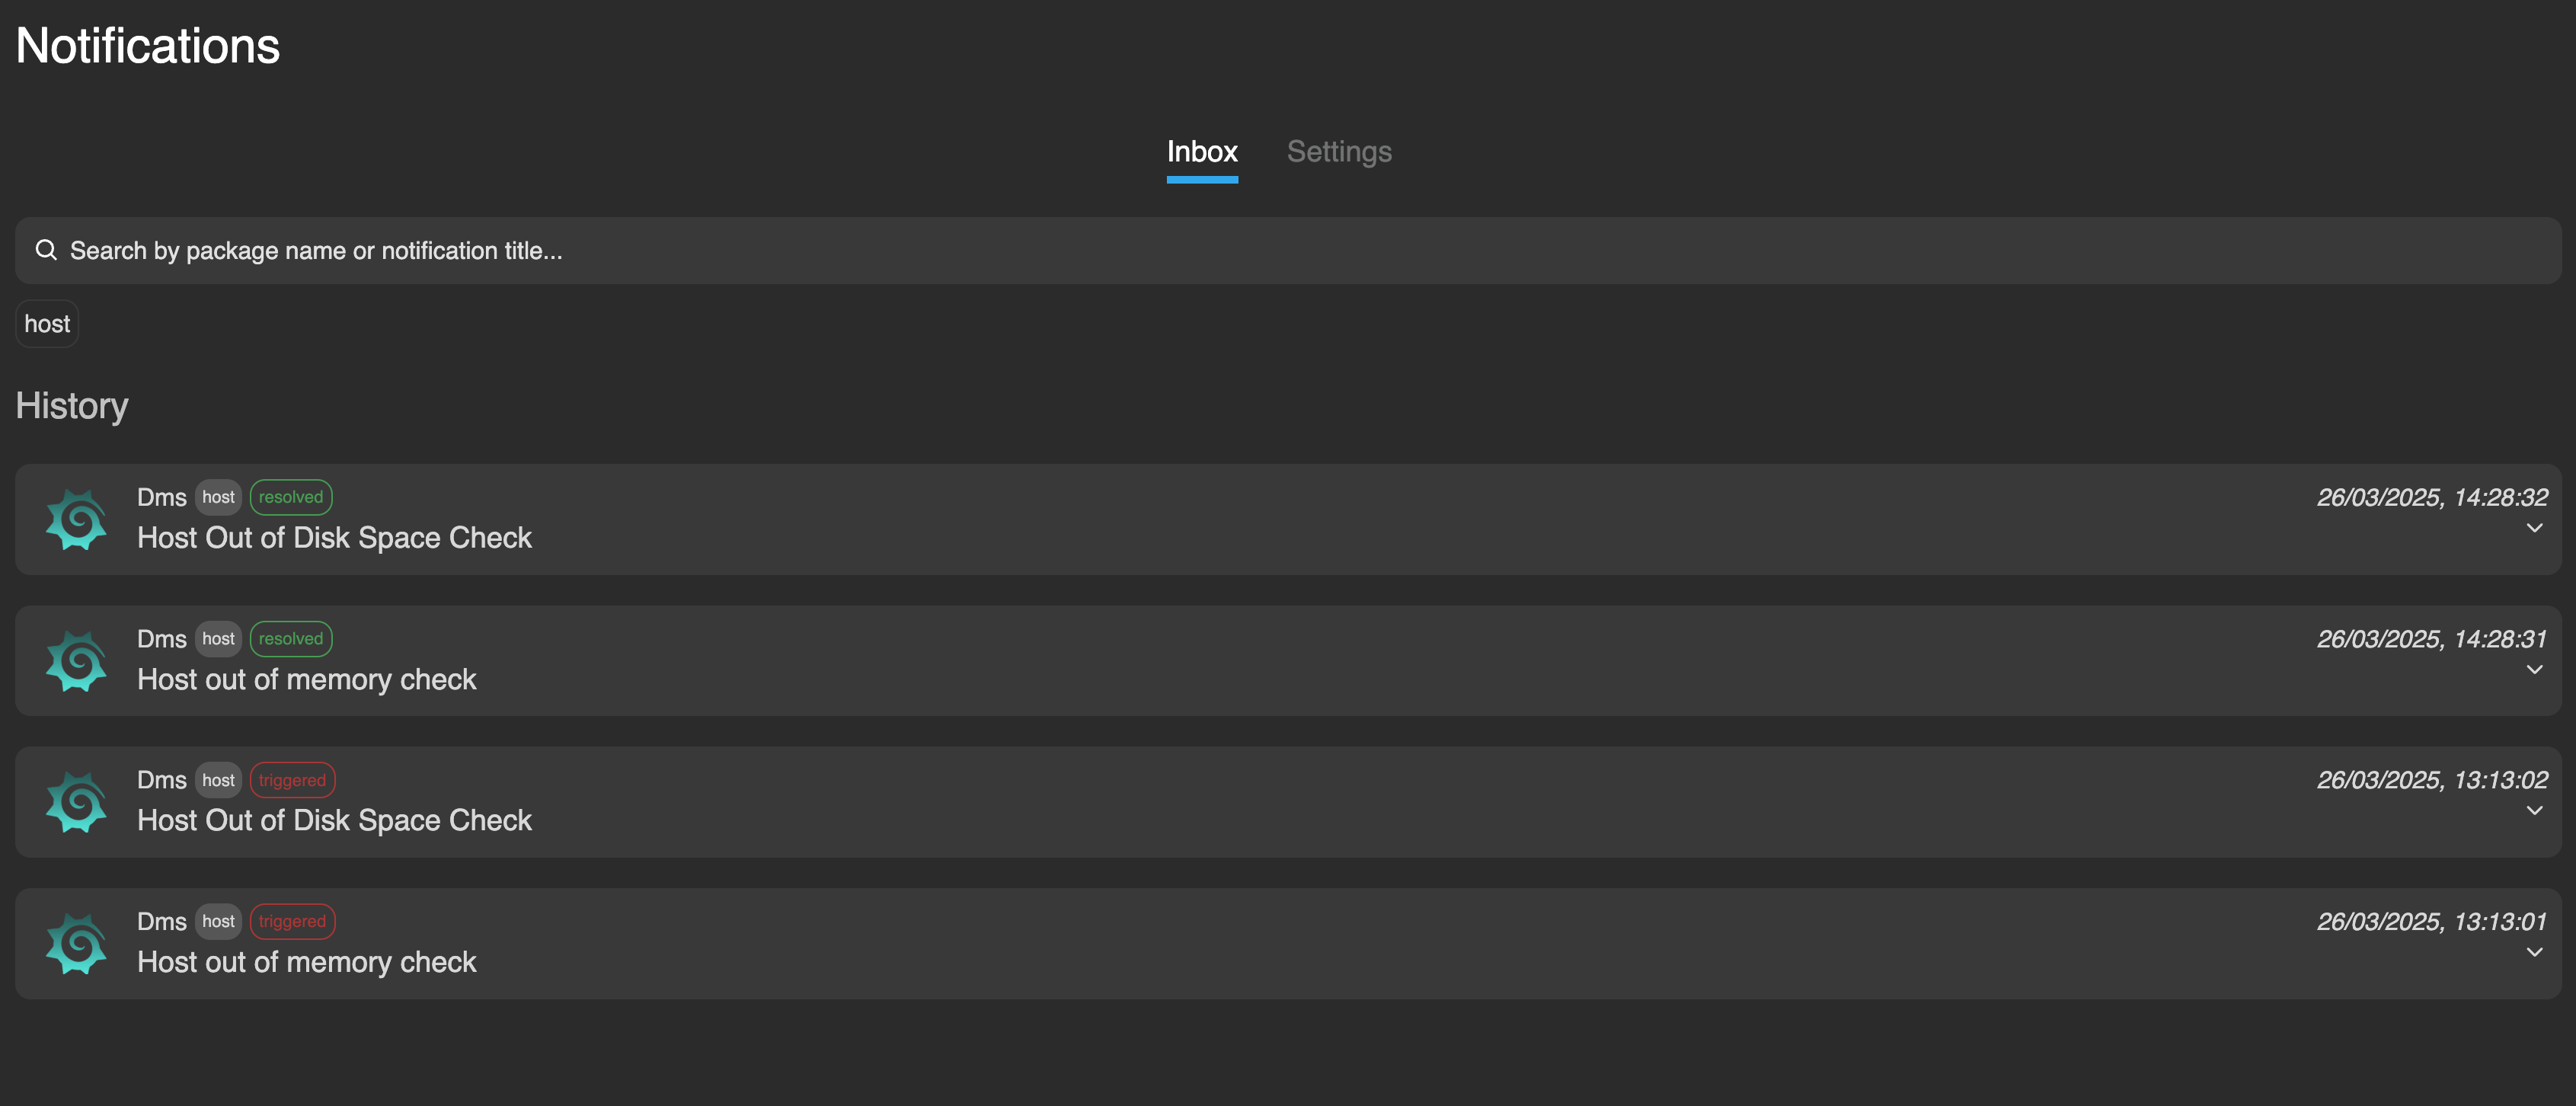 Notifications
Inbox Settings
Search by package name or notification title...
host
History
Dms host resolved 26/03/2025, 14:28:32
Host Out of Disk Space Check
Dms host resolved 26/03/2025, 14:28:31
Host out of memory check
Dms host triggered 26/03/2025, 13:13:02
Host Out of Disk Space Check
Dms host triggered 26/03/2025, 13:13:01
Host out of memory check